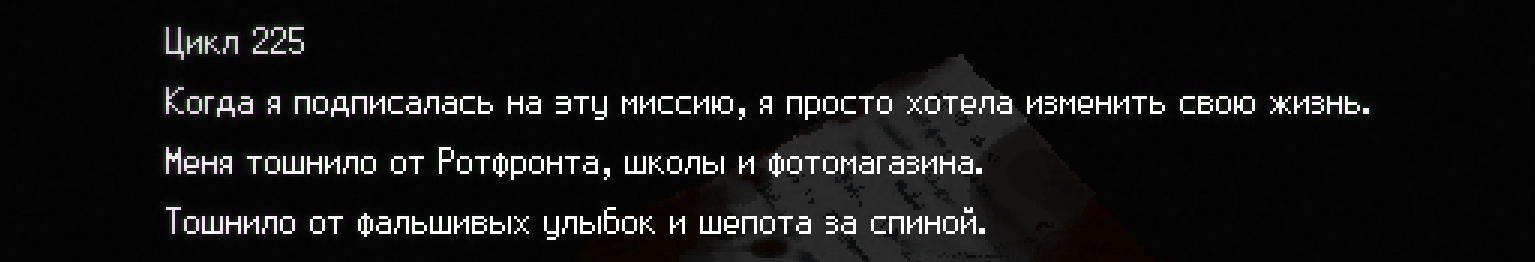 Цикл 225
Когда я подписалась на эту миссию, я просто хотела изменить свою жизнь.
Меня тошнило от Ротфронта, школы и фотомагазина.
Тошнило от фальшивых улыбок и шепота за спиной.